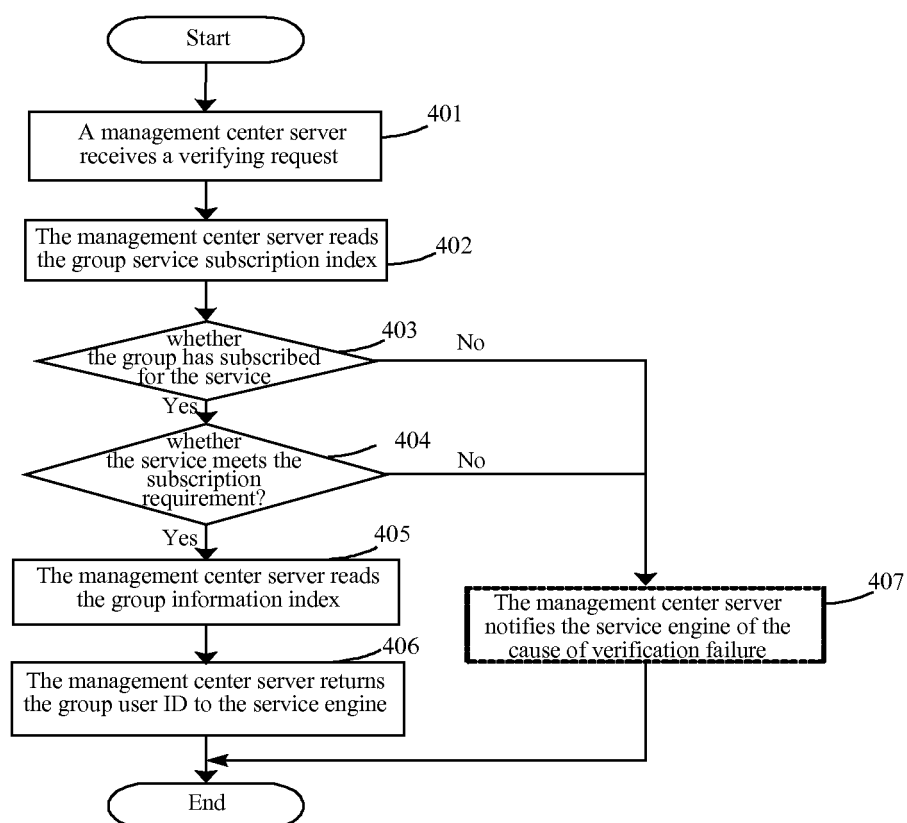 Start
A management center server
receives a verifying request
401
The management center server reads
the group service subscription index
402
whether
the group has subscribed
for the service
403
No
Yes
whether
the service meets the
subscription
requirement?
404
No
Yes
405
The management center server reads
the group information index
406
The management center server returns
the group user ID to the service engine
407
The management center server
notifies the service engine of the
cause of verification failure
End